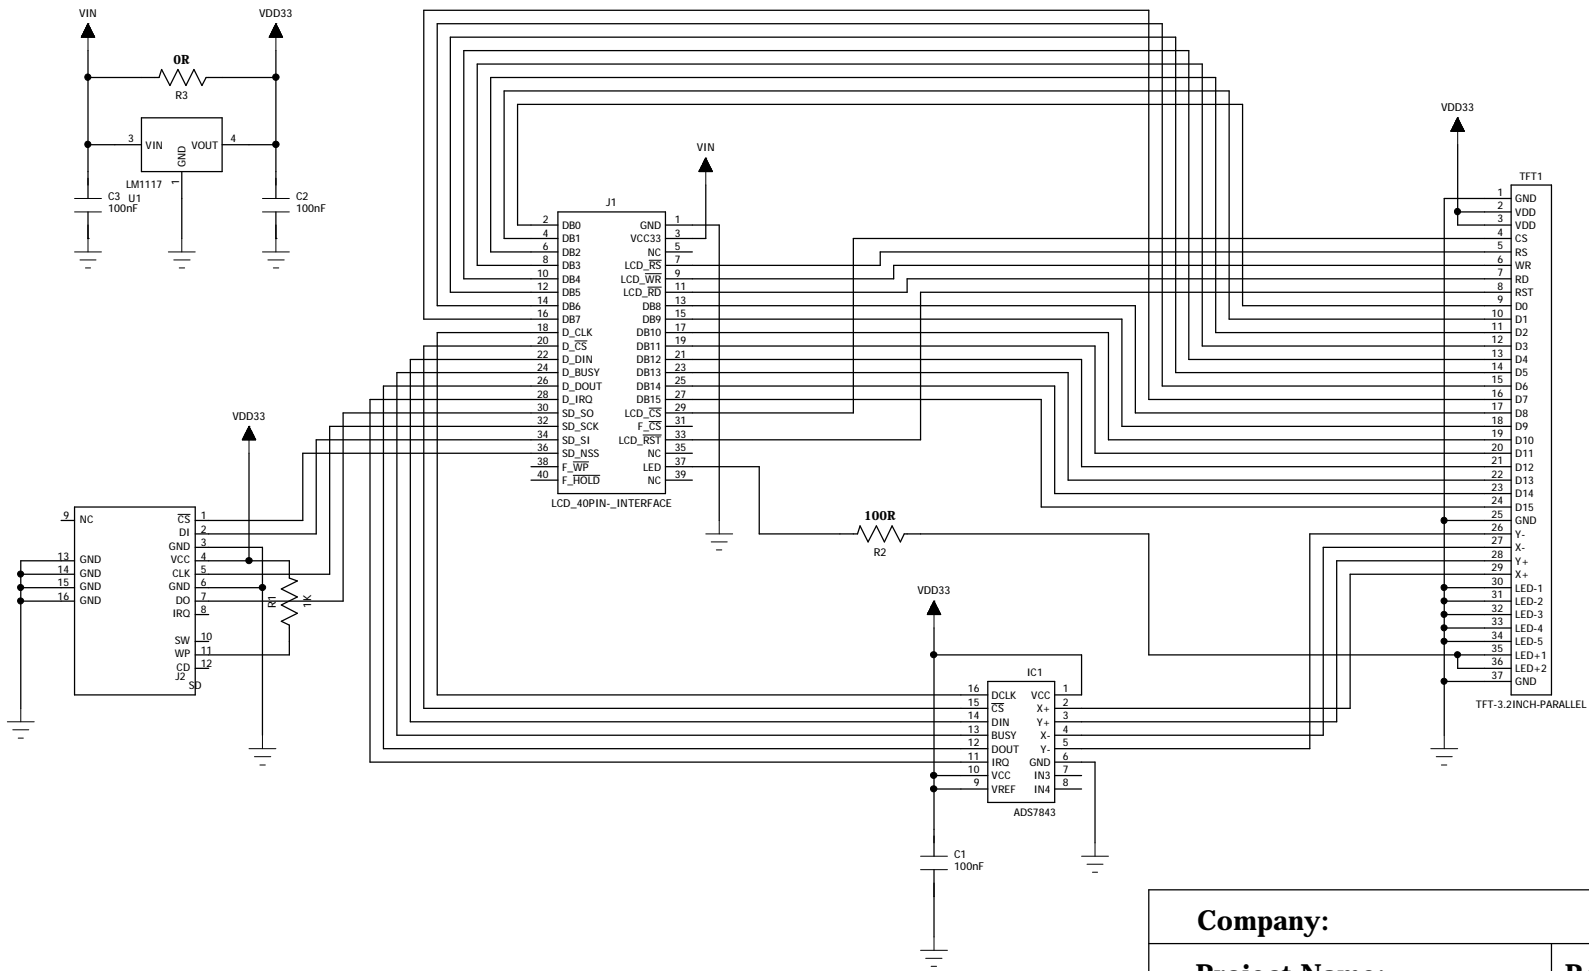 VIN
VDD33
0R
R3
3
VIN
VOUT
4
GND
1
LM1117
U1
C3
100nF
C2
100nF
VIN
J1
2 DB0 GND 1
4 DB1 VCC33 3
6 DB2 NC 5
8 DB3 LCD_RS 7
10 DB4 LCD_WR 9
12 DB5 LCD_RD 11
14 DB6 DB8 13
16 DB7 DB9 15
18 D_CLK DB10 17
20 D_CS DB11 19
22 D_DIN DB12 21
24 D_BUSY DB13 23
26 D_DOUT DB14 25
28 D_IRQ DB15 27
30 SD_SO LCD_CS 29
32 SD_SCK F_CS 31
34 SD_SI LCD_RST 33
36 SD_NSS NC 35
38 F_WP LED 37
40 F_HOLD NC 39
LCD_40PIN-_INTERFACE
VDD33
TFT1
1 GND
2 VDD
3 VDD
4 CS
5 RS
6 WR
7 RD
8 RST
9 D0
10 D1
11 D2
12 D3
13 D4
14 D5
15 D6
16 D7
17 D8
18 D9
19 D10
20 D11
21 D12
22 D13
23 D14
24 D15
25 GND
26 Y-
27 X-
28 Y+
29 X+
30 LED-1
31 LED-2
32 LED-3
33 LED-4
34 LED-5
35 LED+1
36 LED+2
37 GND
TFT-3.2INCH-PARALLEL
100R
R2
VDD33
9 NC CS 1
DI 2
GND 3
13 GND VCC 4
14 GND CLK 5
15 GND GND 6
16 GND DO 7
IRQ 8
SW 10
WP 11
CD 12
J2
SD
R1
1K
VDD33
IC1
16 DCLK VCC 1
15 CS X+ 2
14 DIN Y+ 3
13 BUSY X- 4
12 DOUT Y- 5
11 IRQ GND 6
10 VCC IN3 7
9 VREF IN4 8
ADS7843
C1
100nF
Company: